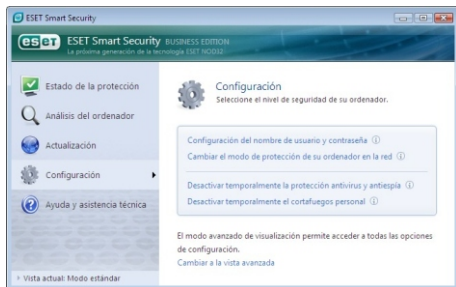 ESET Smart Security
eset ESET Smart Security BUSINESS EDITION
La próxima generación de la tecnología ESET NOD32
Estado de la protección
Análisis del ordenador
Actualización
Configuración
Ayuda y asistencia técnica
Vista actual: Modo estándar
Configuración
Seleccione el nivel de seguridad de su ordenador.
Configuración del nombre de usuario y contraseña
Cambiar el modo de protección de su ordenador en la red
Desactivar temporalmente la protección antivirus y antiespía
Desactivar temporalmente el cortafuegos personal
El modo avanzado de visualización permite acceder a todas las opciones
de configuración.
Cambiar a la vista avanzada